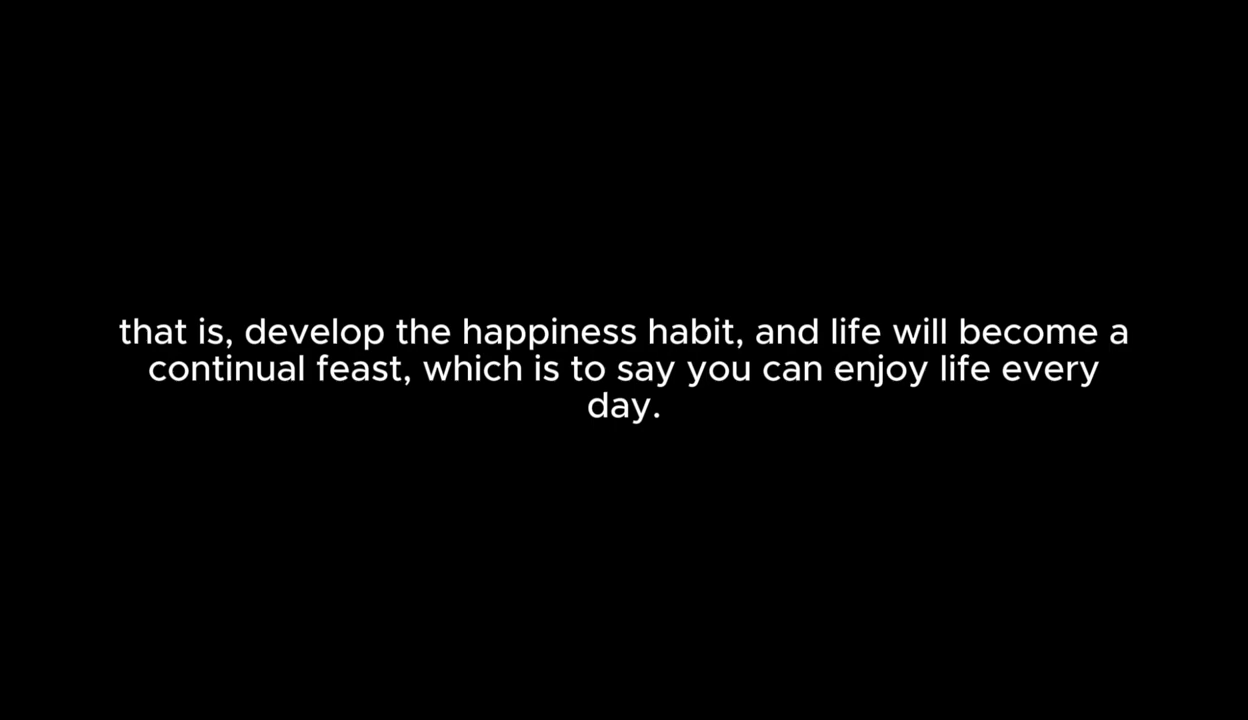 that is, develop the happiness habit, and life will become a
continual feast, which is to say you can enjoy life every
day.